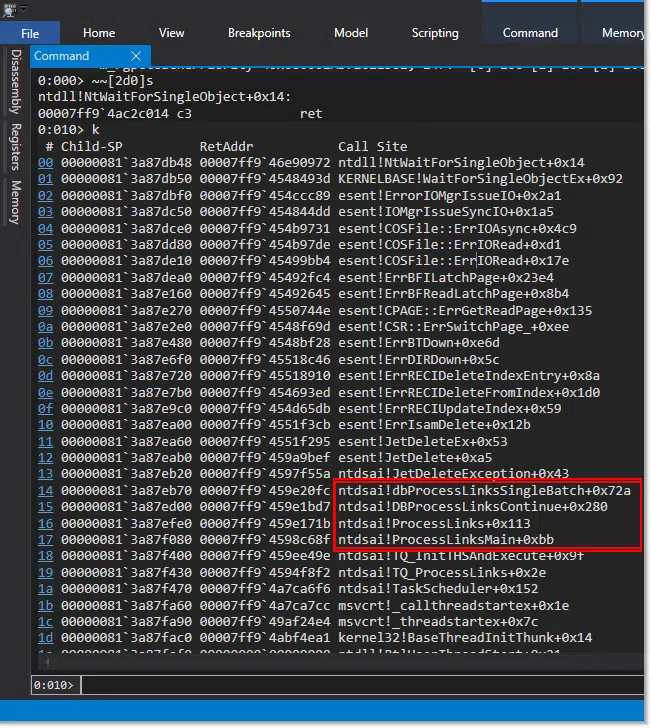 File Home View Breakpoints Model Scripting Command Memory
Command
Disassembly
Registers
Memory
0:000> ~~[2d0]s
ntdll!NtWaitForSingleObject+0x14:
00007ff9`4ac2c014 c3 ret
0:010> k
# Child-SP RetAddr Call Site
00 00000081`3a87db48 00007ff9`46e90972 ntdll!NtWaitForSingleObject+0x14
01 00000081`3a87db50 00007ff9`4548493d KERNELBASE!WaitForSingleObjectEx+0x92
02 00000081`3a87dbf0 00007ff9`454ccc89 esent!ErrorIOMgrIssueIO+0x2a1
03 00000081`3a87dc50 00007ff9`454844dd esent!IOMgrIssueSyncIO+0x1a5
04 00000081`3a87dce0 00007ff9`454b9731 esent!COSFile::ErrIOAsync+0x4c9
05 00000081`3a87dd80 00007ff9`454b97de esent!COSFile::ErrIORead+0xd1
06 00000081`3a87de10 00007ff9`45499bb4 esent!COSFile::ErrIORead+0x17e
07 00000081`3a87dea0 00007ff9`45492fc4 esent!ErrBFILatchPage+0x23e4
08 00000081`3a87e160 00007ff9`45492645 esent!ErrBFReadLatchPage+0x8b4
09 00000081`3a87e270 00007ff9`4550744e esent!CPAGE::ErrGetReadPage+0x135
0a 00000081`3a87e2e0 00007ff9`4548f69d esent!CSR::ErrSwitchPage_+0xee
0b 00000081`3a87e480 00007ff9`4548bf28 esent!ErrBTDown+0xe6d
0c 00000081`3a87e6f0 00007ff9`45518c46 esent!ErrDIRDown+0x5c
0d 00000081`3a87e720 00007ff9`45518910 esent!ErrRECIDeleteIndexEntry+0x8a
0e 00000081`3a87e7b0 00007ff9`454693ed esent!ErrRECIDeleteFromIndex+0x1d0
0f 00000081`3a87e9c0 00007ff9`454d65db esent!ErrRECIUpdateIndex+0x59
10 00000081`3a87ea00 00007ff9`4551f3cb esent!ErrIsamDelete+0x12b
11 00000081`3a87ea60 00007ff9`4551f295 esent!JetDeleteEx+0x53
12 00000081`3a87eab0 00007ff9`459a9bef esent!JetDelete+0xa5
13 00000081`3a87eb20 00007ff9`4597f55a ntdsai!JetDeleteException+0x43
14 00000081`3a87eb70 00007ff9`459e20fc ntdsai!dbProcessLinksSingleBatch+0x72a
15 00000081`3a87ed00 00007ff9`459e1bd7 ntdsai!DBProcessLinksContinue+0x280
16 00000081`3a87efe0 00007ff9`459e171b ntdsai!ProcessLinks+0x113
17 00000081`3a87f080 00007ff9`4598c68f ntdsai!ProcessLinksMain+0xbb
18 00000081`3a87f400 00007ff9`459ee49e ntdsai!TQ_InitTHSAndExecute+0x9f
19 00000081`3a87f430 00007ff9`4594f8f2 ntdsai!TQ_ProcessLinks+0x2e
1a 00000081`3a87f470 00007ff9`4a7ca6f6 ntdsai!TaskScheduler+0x152
1b 00000081`3a87fa60 00007ff9`4a7ca7cc msvcrt!_callthreadstartex+0x1e
1c 00000081`3a87fa90 00007ff9`49af24e4 msvcrt!_threadstartex+0x7c
1d 00000081`3a87fac0 00007ff9`4abf4ea1 kernel32!BaseThreadInitThunk+0x14
0:010>